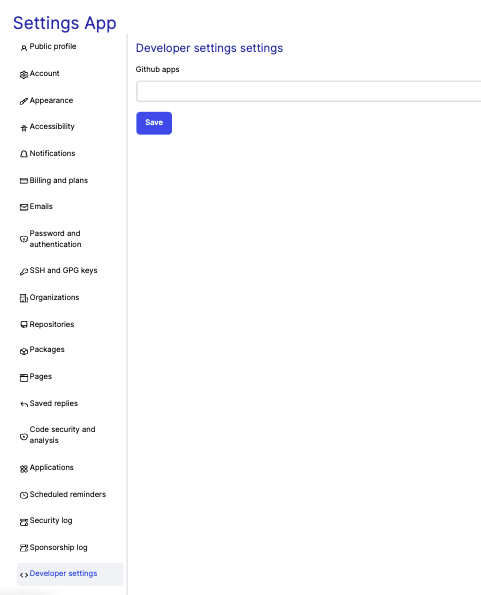 Settings App
Public profile
Account
Appearance
Accessibility
Notifications
Billing and plans
Emails
Password and
authentication
SSH and GPG keys
Organizations
Repositories
Packages
Pages
Saved replies
Code security and
analysis
Applications
Scheduled reminders
Security log
Sponsorship log
Developer settings
Developer settings settings
Github apps
Save